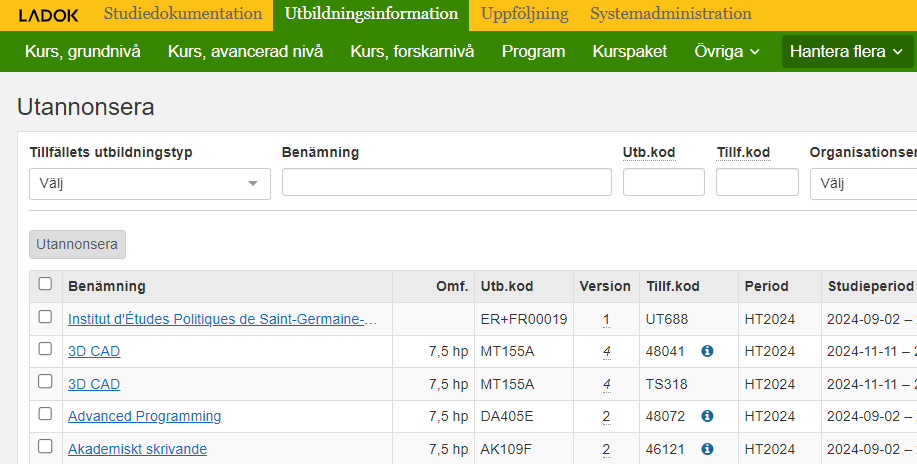 LADOK Studiedokumentation Utbildningsinformation Uppföljning Systemadministration
Kurs, grundnivå Kurs, avancerad nivå Kurs, forskarnivå Program Kurspaket Övriga Hantera flera
Utannonsera
Tillfällets utbildningstyp Benämning Utb.kod Tillf.kod Organisationsen
Välj Välj
Utannonsera
Benämning Omf. Utb.kod Version Tillf.kod Period Studieperiod
Institut d'Études Politiques de Saint-Germaine-... ER+FR00019 1 UT688 HT2024 2024-09-02 –
3D CAD 7,5 hp MT155A 4 48041 HT2024 2024-11-11 – 2
3D CAD 7,5 hp MT155A 4 TS318 HT2024 2024-11-11 – 2
Advanced Programming 7,5 hp DA405E 2 48072 HT2024 2024-09-02 –
Akademiskt skrivande 7,5 hp AK109F 2 46121 HT2024 2024-09-02 – 2